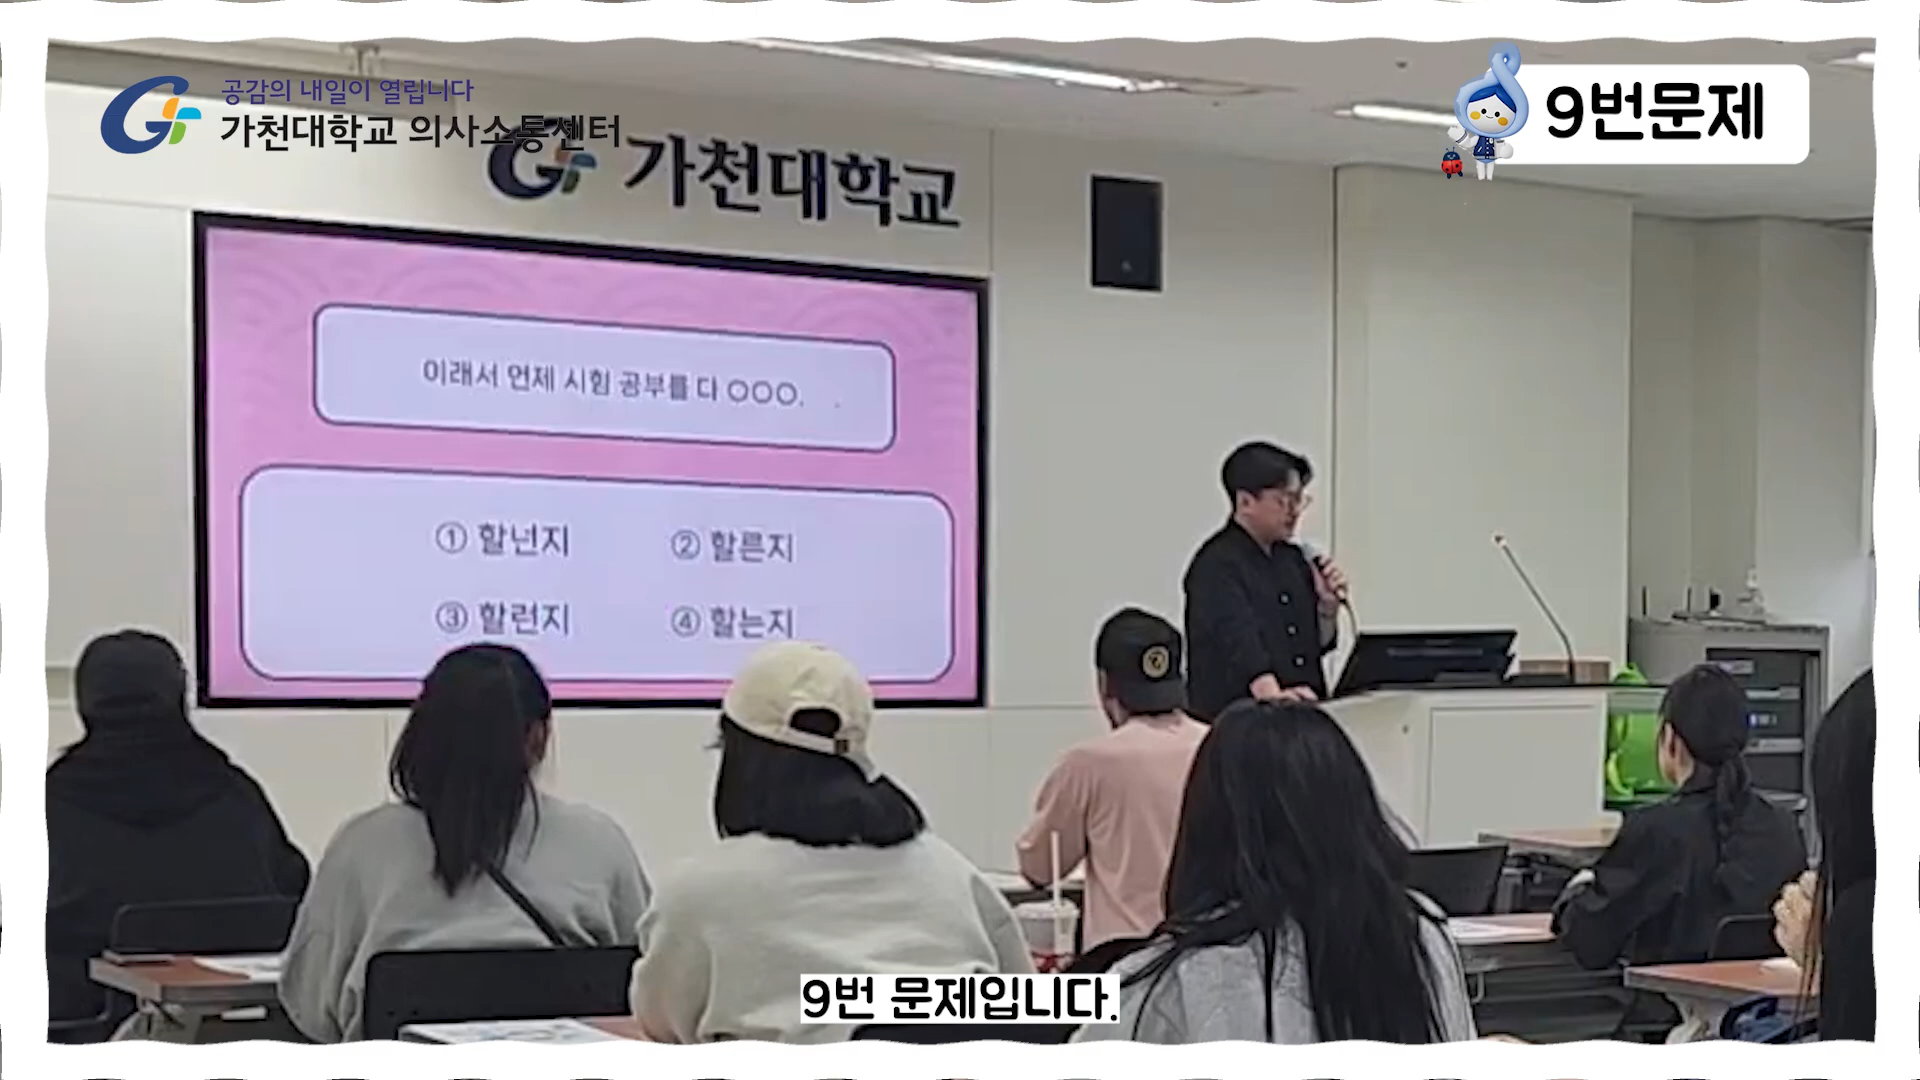 공감의 내일이 열립니다
가천대학교 의사소통센터
9번문제
가천대학교
이래서 언제 시험 공부를 다 ○○○.
① 할넌지 ② 할른지
③ 할런지 ④ 할는지
9번 문제입니다.